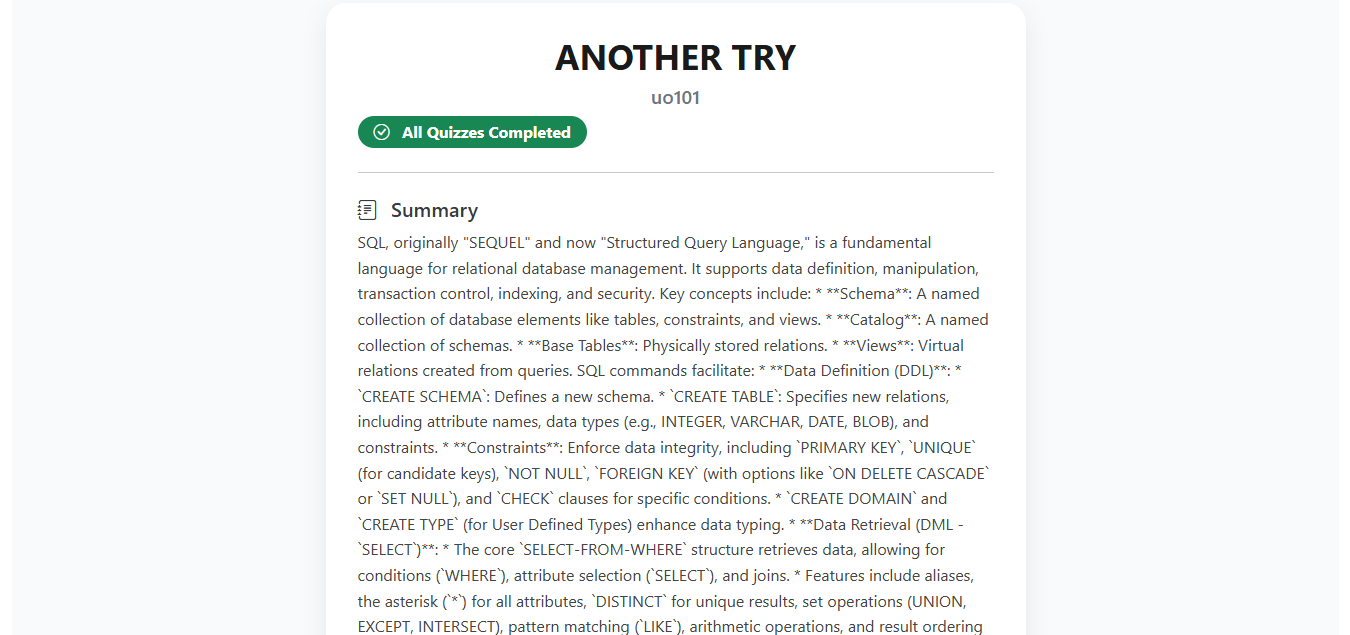 ANOTHER TRY
uo101
All Quizzes Completed
Summary
SQL, originally "SEQUEL" and now "Structured Query Language," is a fundamental
language for relational database management. It supports data definition, manipulation,
transaction control, indexing, and security. Key concepts include: * **Schema**: A named
collection of database elements like tables, constraints, and views. * **Catalog**: A named
collection of schemas. * **Base Tables**: Physically stored relations. * **Views**: Virtual
relations created from queries. SQL commands facilitate: * **Data Definition (DDL)**: *
`CREATE SCHEMA`: Defines a new schema. * `CREATE TABLE`: Specifies new relations,
including attribute names, data types (e.g., INTEGER, VARCHAR, DATE, BLOB), and
constraints. * **Constraints**: Enforce data integrity, including `PRIMARY KEY`, `UNIQUE`
(for candidate keys), `NOT NULL`, `FOREIGN KEY` (with options like `ON DELETE CASCADE`
or `SET NULL`), and `CHECK` clauses for specific conditions. * `CREATE DOMAIN` and
`CREATE TYPE` (for User Defined Types) enhance data typing. * **Data Retrieval (DML -
`SELECT`)**: * The core `SELECT-FROM-WHERE` structure retrieves data, allowing for
conditions (`WHERE`), attribute selection (`SELECT`), and joins. * Features include aliases,
the asterisk (`*`) for all attributes, `DISTINCT` for unique results, set operations (UNION,
EXCEPT, INTERSECT), pattern matching (`LIKE`), arithmetic operations, and result ordering